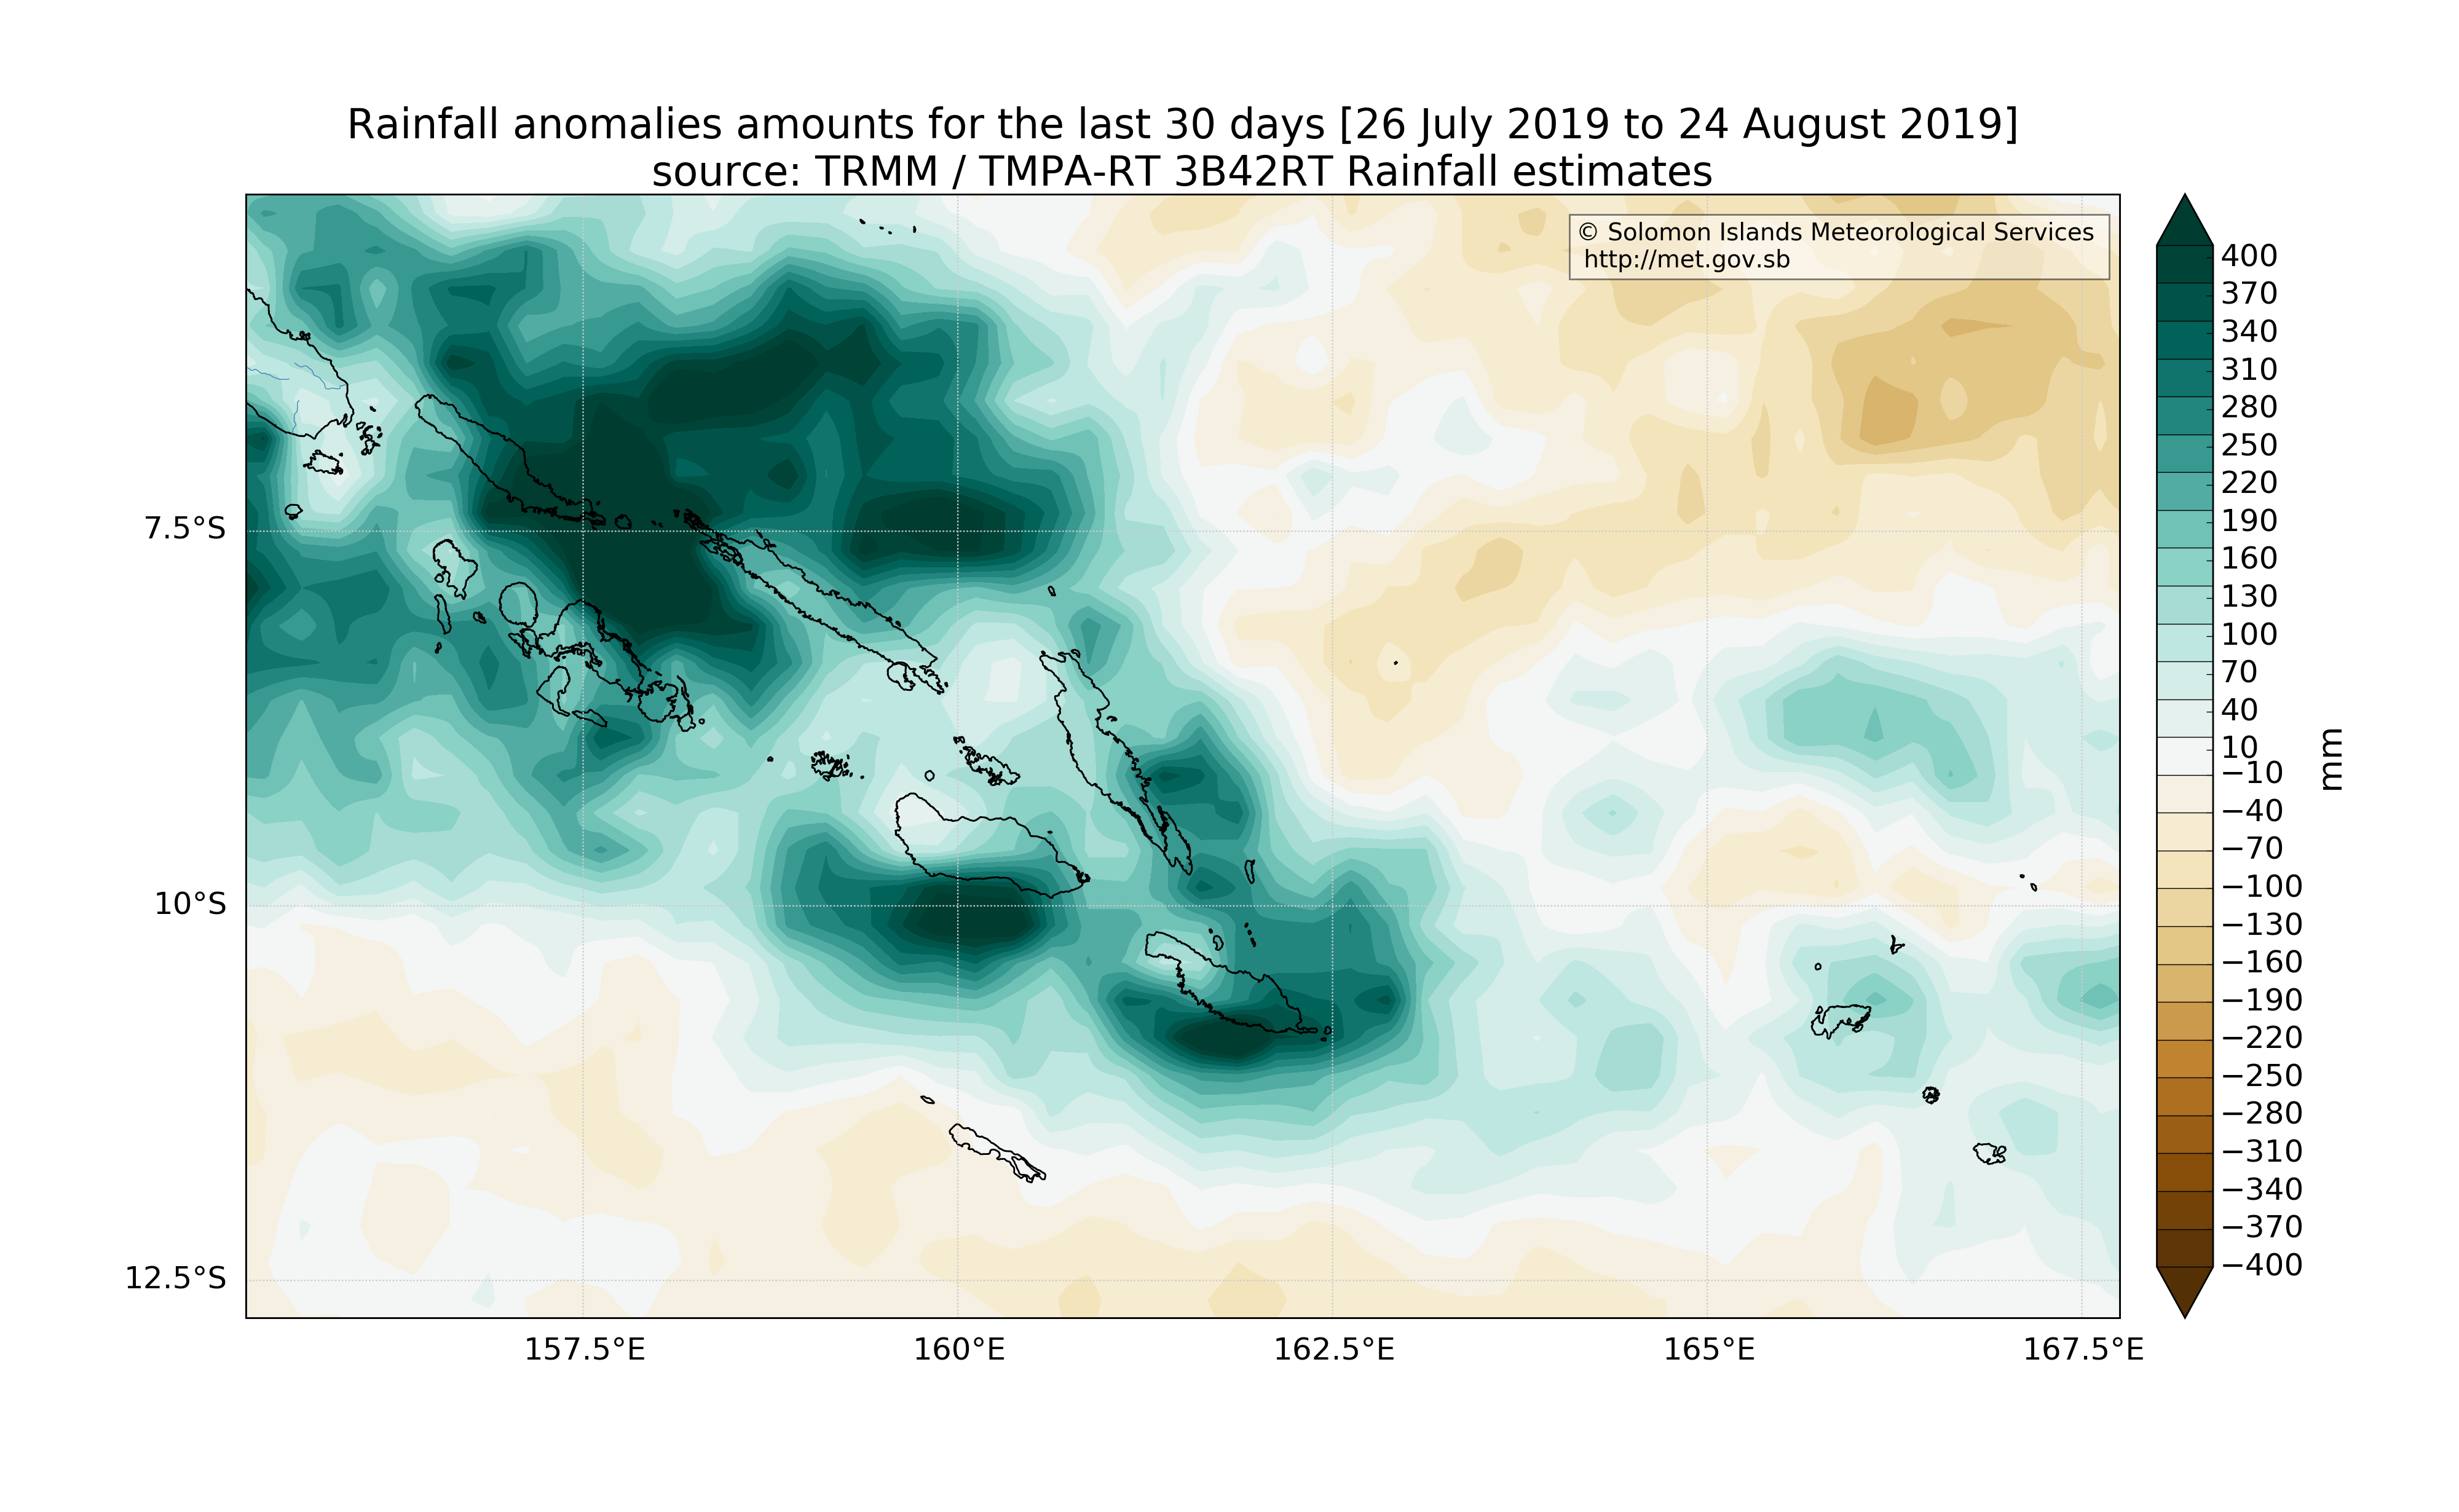 Rainfall anomalies amounts for the last 30 days [26 July 2019 to 24 August 2019]
source: TRMM / TMPA-RT 3B42RT Rainfall estimates
© Solomon Islands Meteorological Services
http://met.gov.sb
7.5°S
10°S
12.5°S
157.5°E
160°E
162.5°E
165°E
167.5°E
400
370
340
310
280
250
220
190
160
130
100
70
40
10
−10
−40
−70
−100
−130
−160
−190
−220
−250
−280
−310
−340
−370
−400
mm